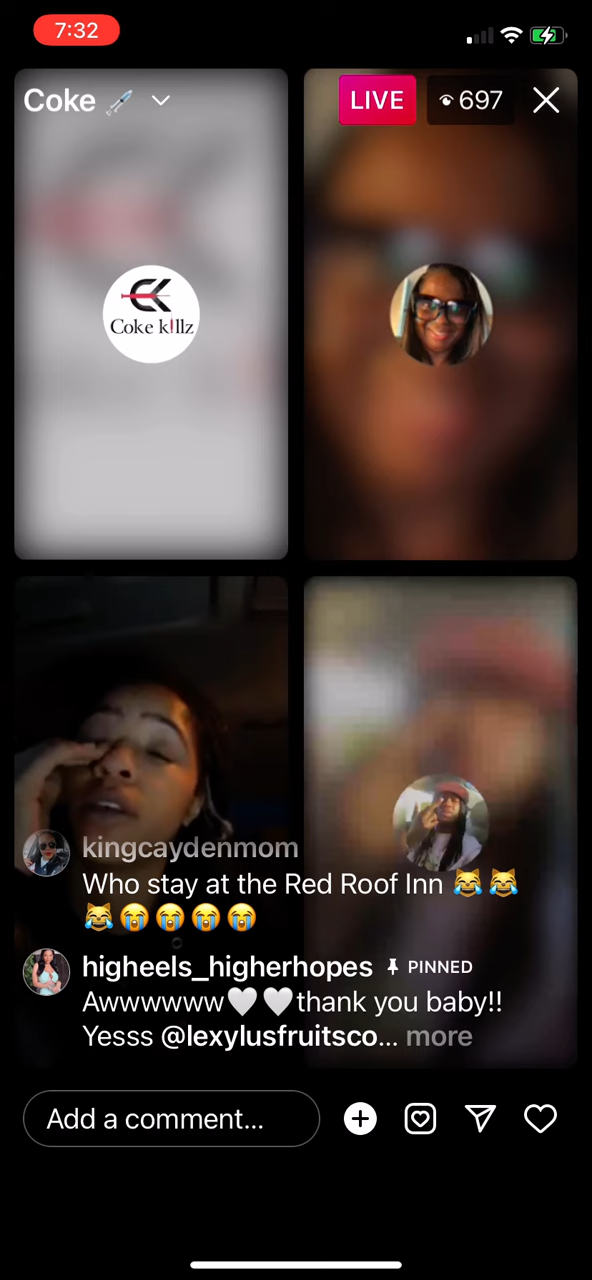 7:32
Coke 💉
LIVE
697
Coke killz
kingcaydenmom
Who stay at the Red Roof Inn 😹😹
😹😭😭😭😭
higheels_higherhopes PINNED
Awwwwww🤍🤍thank you baby!!
Yesss @lexylusfruitsco... more
Add a comment...